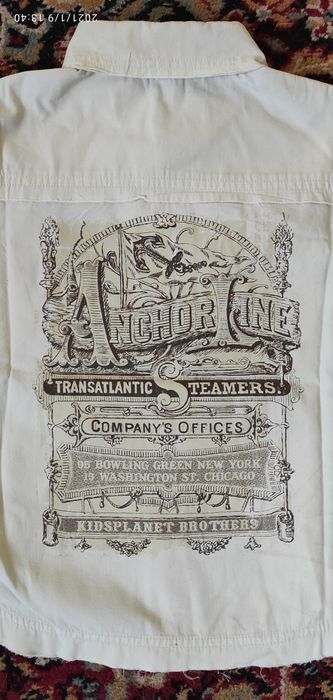 2021/1/9 13:40
ANCHOR LINE
TRANSATLANTIC STEAMERS.
COMPANY'S OFFICES
96 BOWLING GREEN NEW YORK
19 WASHINGTON ST. CHICAGO
KIDSPLANET BROTHERS